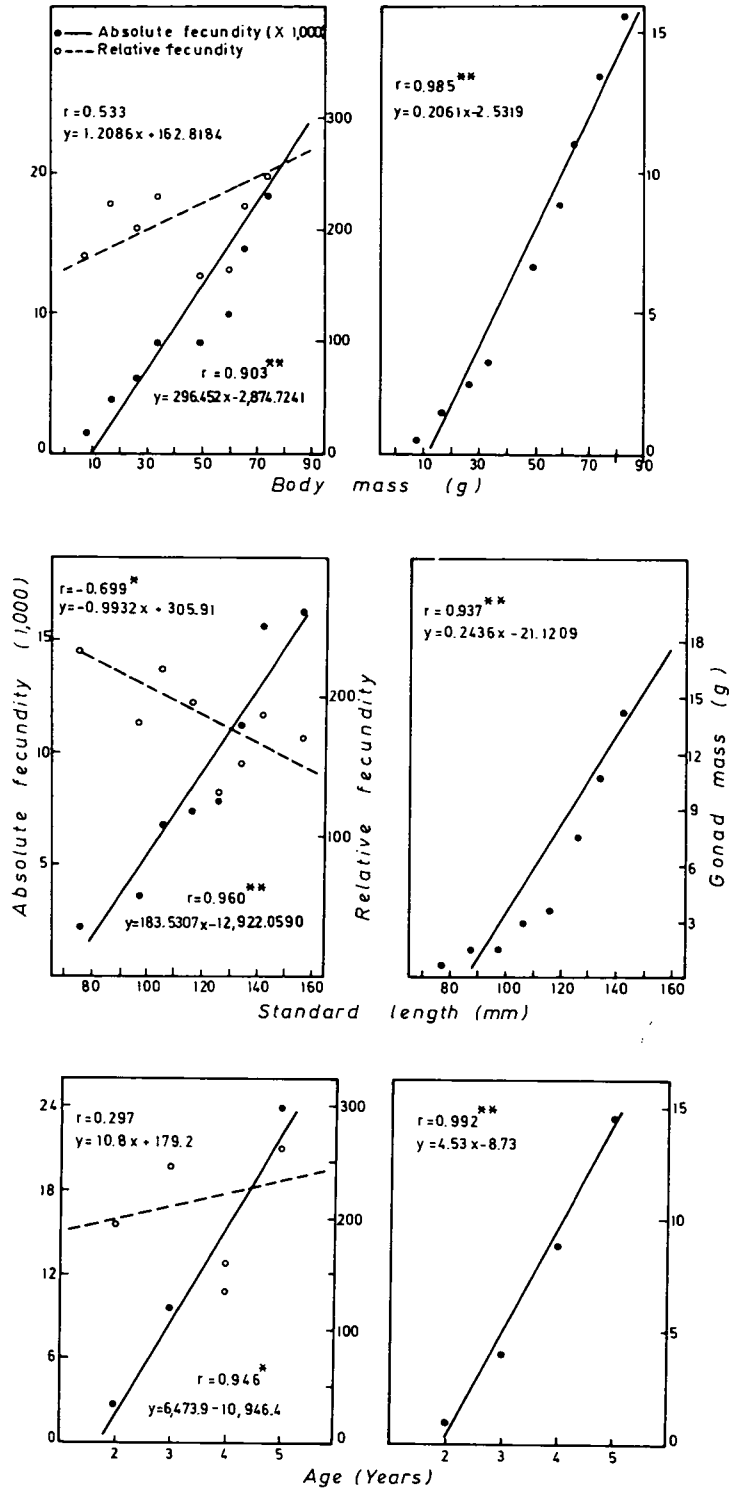 Absolute fecundity (X 1,000)
Relative fecundity
r=0.533
y= 1.2086x +162.8184
20
10
0
300
200
100
0
r = 0.903**
y= 296.452x-2,874.7241
10 30 50 70 90
r=0.985**
y=0.2061x-2.5319
15
10
5
0
10 30 50 70 90
Body mass (g)
r=-0.699*
y=-0.9932x + 305.91
15
10
5
200
100
r=0.960**
y=183.5307x-12,922.0590
80 100 120 140 160
Absolute fecundity (1,000)
Relative fecundity
r = 0.937**
y=0.2436x -21.1209
18
15
12
9
6
3
80 100 120 140 160
Gonad mass (g)
Standard length (mm)
r=0.297
y= 10.8x +179.2
24
18
12
6
0
300
200
100
0
r=0.946*
y=6,473.9-10,946.4
2 3 4 5
r=0.992**
y =4.53x-8.73
15
10
5
0
2 3 4 5
Age (Years)